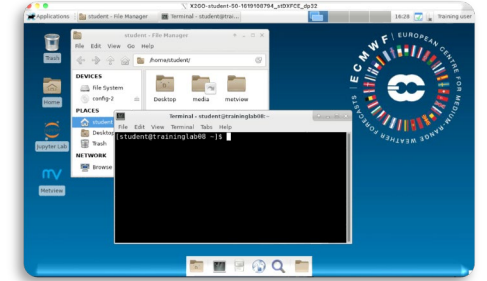 X2GO-student-50-1619108794_stDXFCE_dp32
Applications
student - File Manager
Terminal - student@trai...
16:28
Training user
student - File Manager
File Edit View Go Help
/home/student/
DEVICES
File System
config-2
PLACES
student
Desktop
Trash
NETWORK
Browse
Desktop
media
metview
Trash
Home
Jupyter Lab
Metview
Terminal - student@traininglab08:~
File Edit View Terminal Tabs Help
[student@traininglab08 ~]$
ECMWF
EUROPEAN CENTRE FOR MEDIUM-RANGE WEATHER FORECASTS